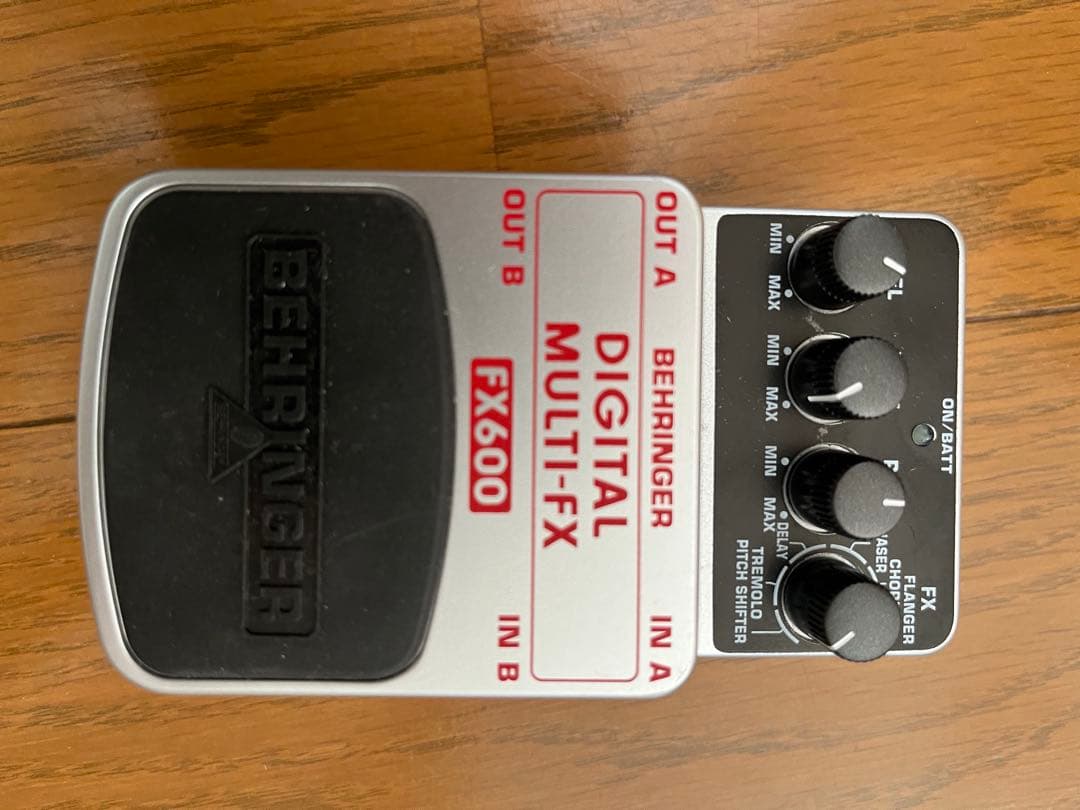 ON/BATT
FX
FLANGER
MIN MAX MIN MAX MIN MAX
DELAY
TREMOLO
PITCH SHIFTER
OUT A BEHRINGER IN A
DIGITAL
MULTI-FX
OUT B FX600 IN B
BEHRINGER